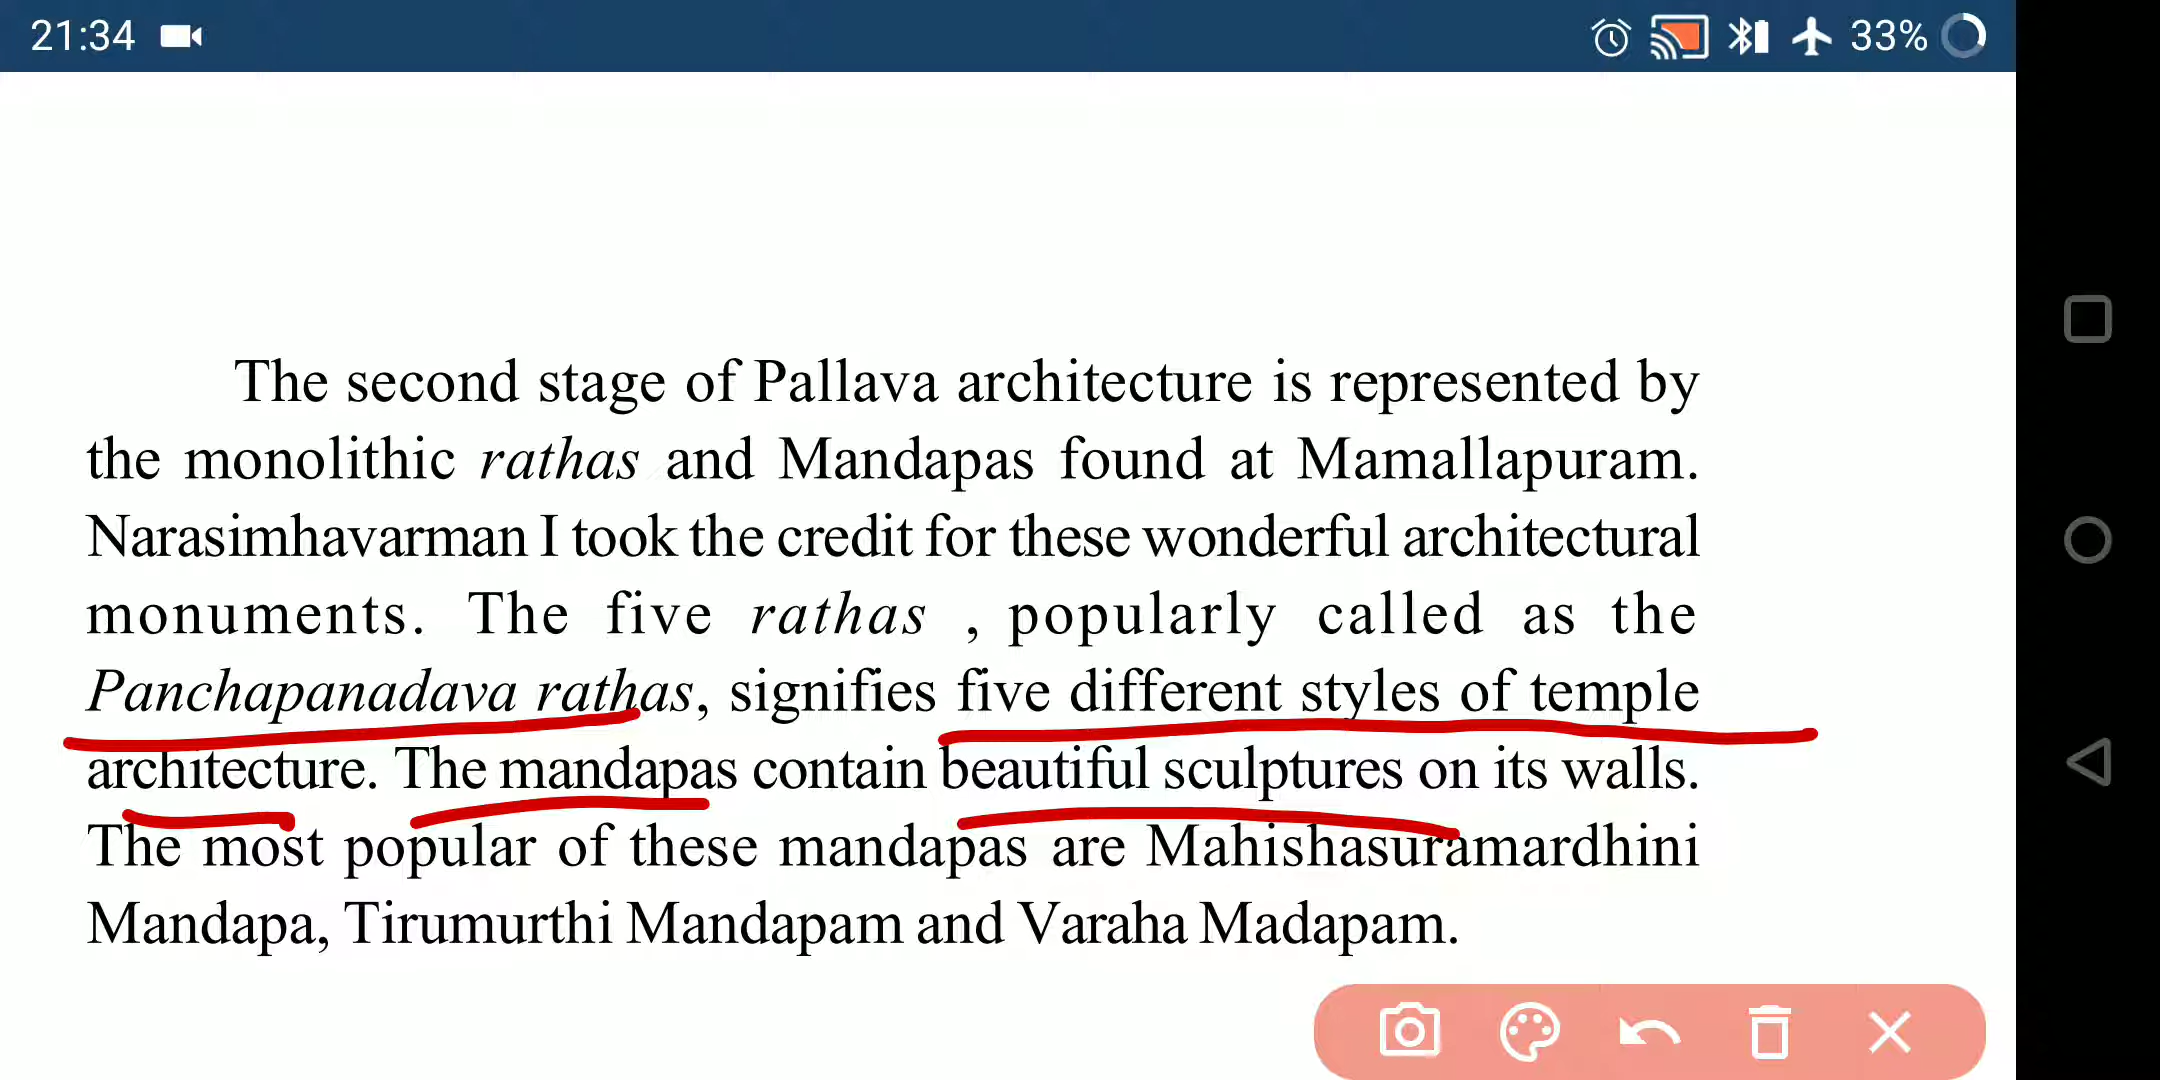 21:34 33%
The second stage of Pallava architecture is represented by
the monolithic rathas and Mandapas found at Mamallapuram.
Narasimhavarman I took the credit for these wonderful architectural
monuments. The five rathas , popularly called as the
Panchapanadava rathas, signifies five different styles of temple
architecture. The mandapas contain beautiful sculptures on its walls.
The most popular of these mandapas are Mahishasuramardhini
Mandapa, Tirumurthi Mandapam and Varaha Madapam.